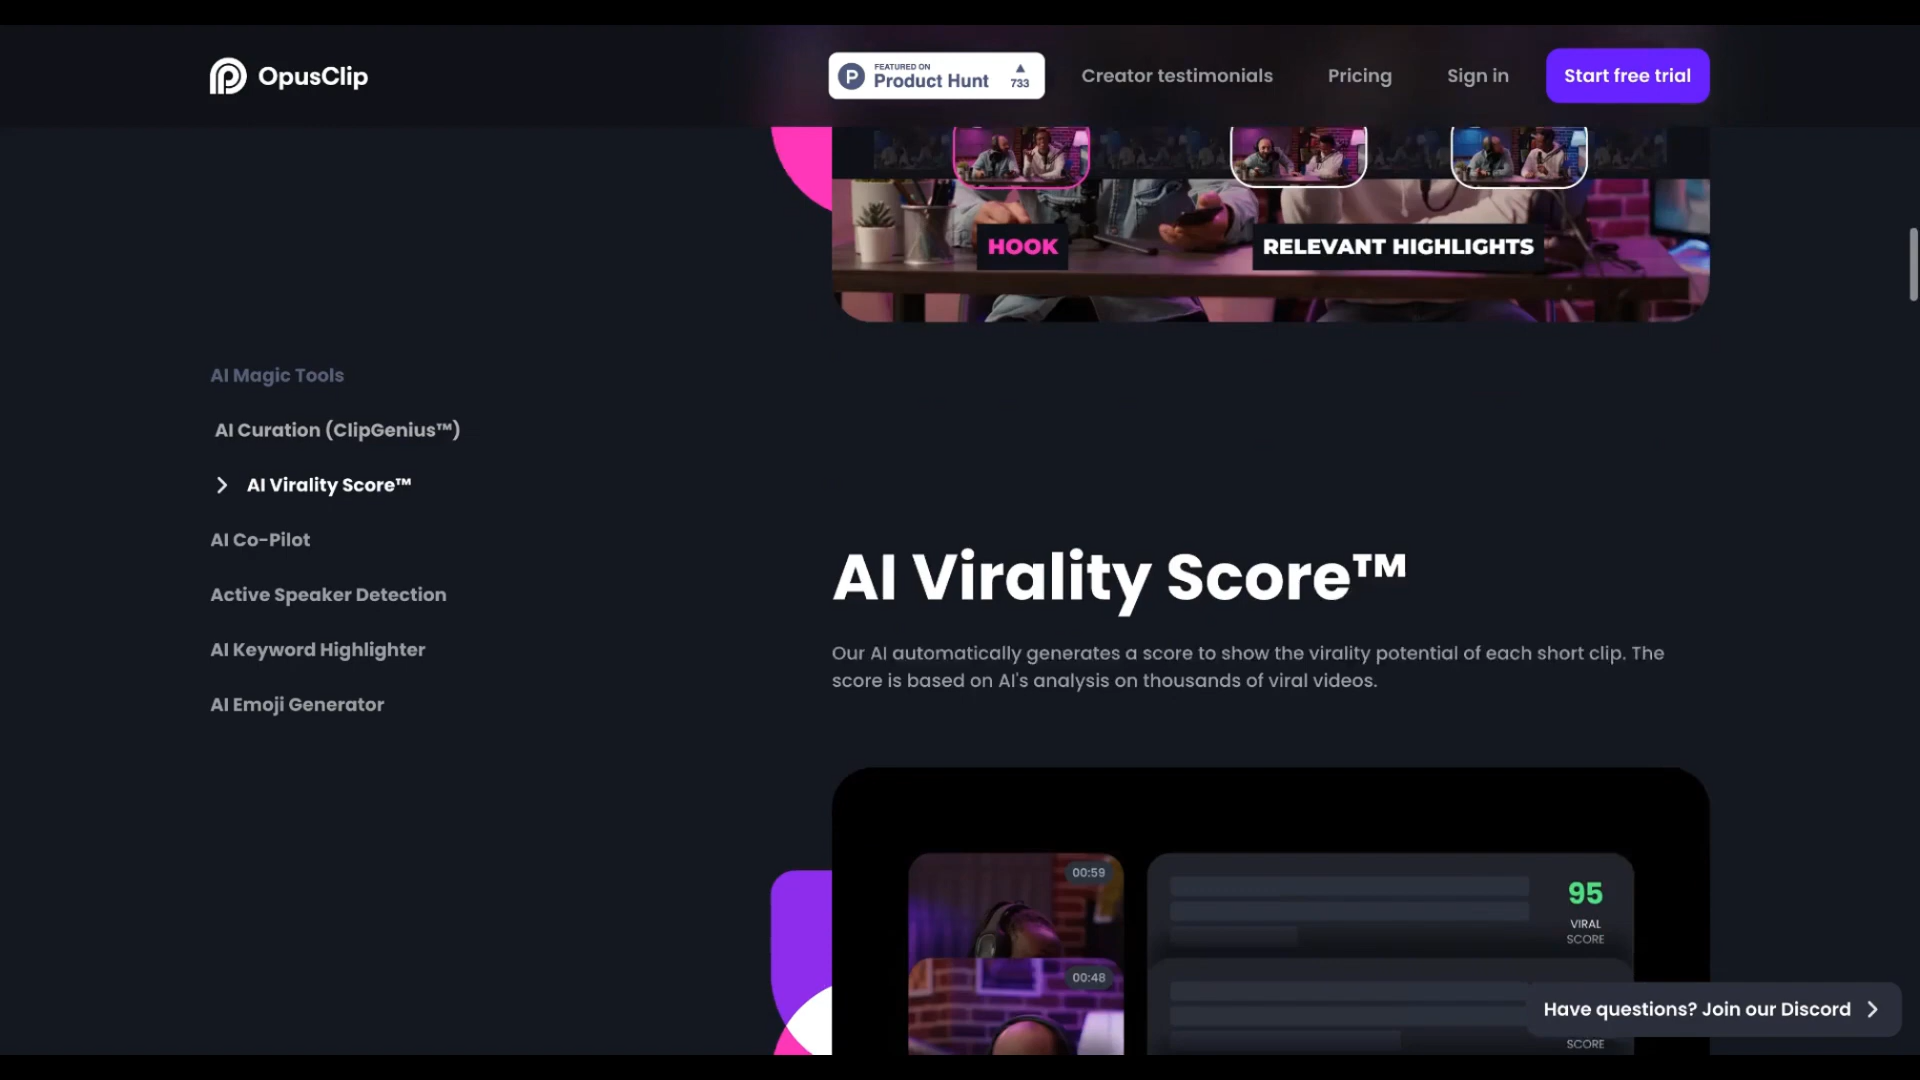 OpusClip
FEATURED ON
Product Hunt
733
Creator testimonials
Pricing
Sign in
Start free trial
HOOK
RELEVANT HIGHLIGHTS
AI Magic Tools
AI Curation (ClipGenius™)
AI Virality Score™
AI Co-Pilot
Active Speaker Detection
AI Keyword Highlighter
AI Emoji Generator
AI Virality Score™
Our AI automatically generates a score to show the virality potential of each short clip. The
score is based on AI's analysis on thousands of viral videos.
00:59
95
VIRAL
SCORE
00:48
Have questions? Join our Discord
SCORE